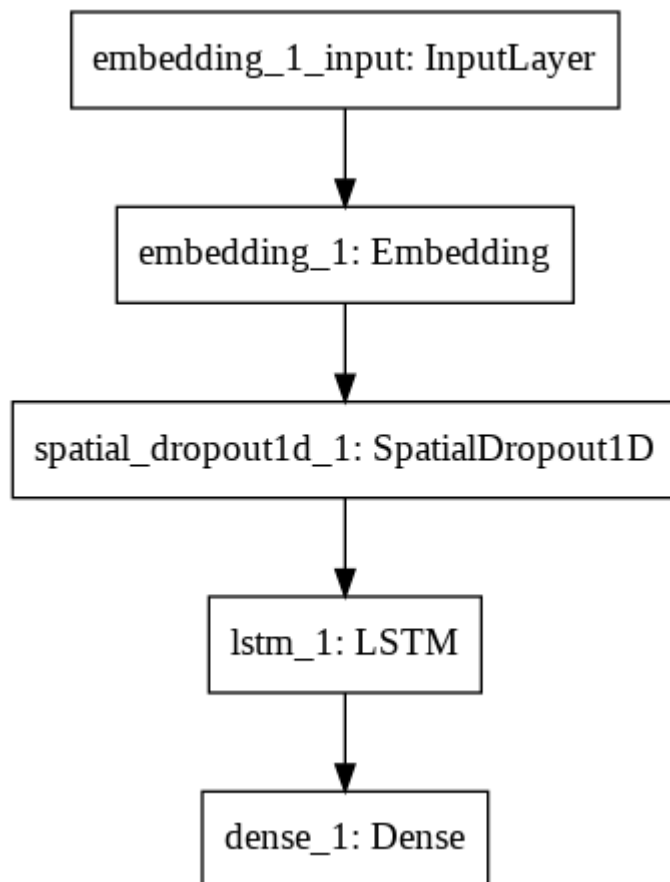 embedding_1_input: InputLayer
embedding_1: Embedding
spatial_dropout1d_1: SpatialDropout1D
lstm_1: LSTM
dense_1: Dense